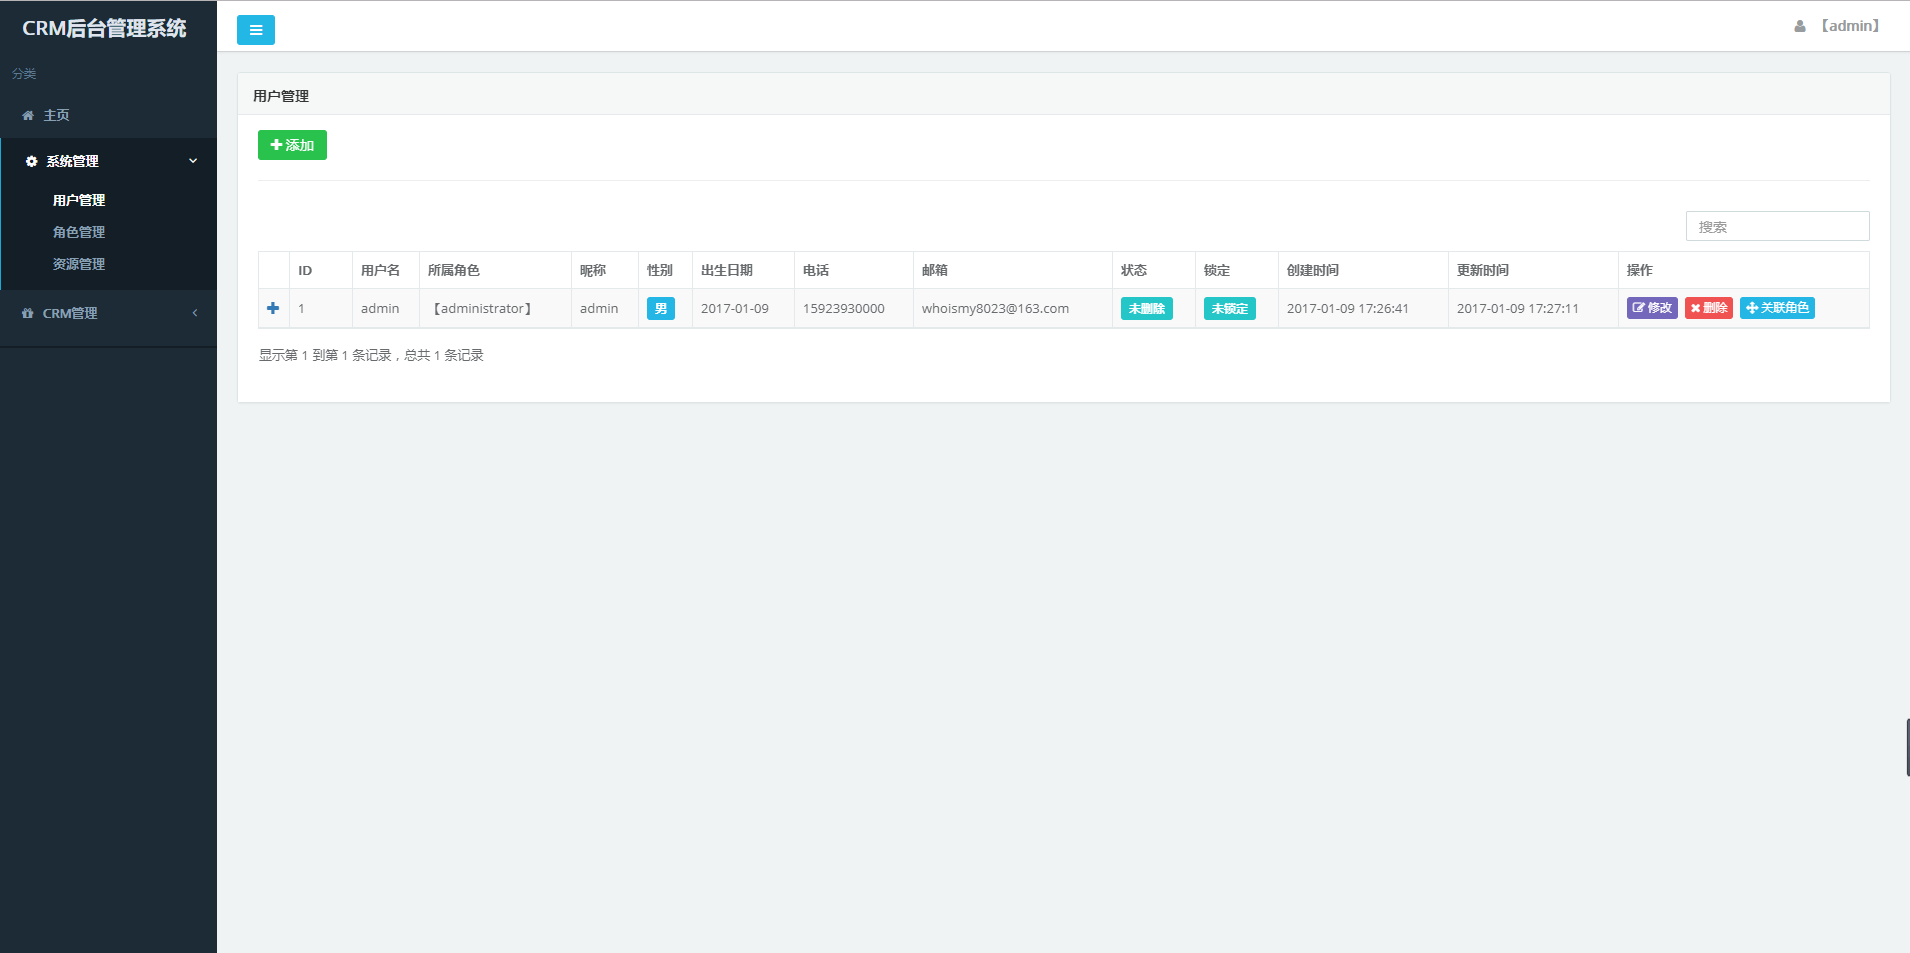 CRM后台管理系统
【admin】
分类
主页
系统管理
用户管理
角色管理
资源管理
CRM管理
用户管理
添加
搜索
ID 用户名 所属角色 昵称 性别 出生日期 电话 邮箱 状态 锁定 创建时间 更新时间 操作
1 admin 【administrator】 admin 男 2017-01-09 15923930000 whoismy8023@163.com 未删除 未锁定 2017-01-09 17:26:41 2017-01-09 17:27:11 修改 删除 关联角色
显示第 1 到第 1 条记录，总共 1 条记录